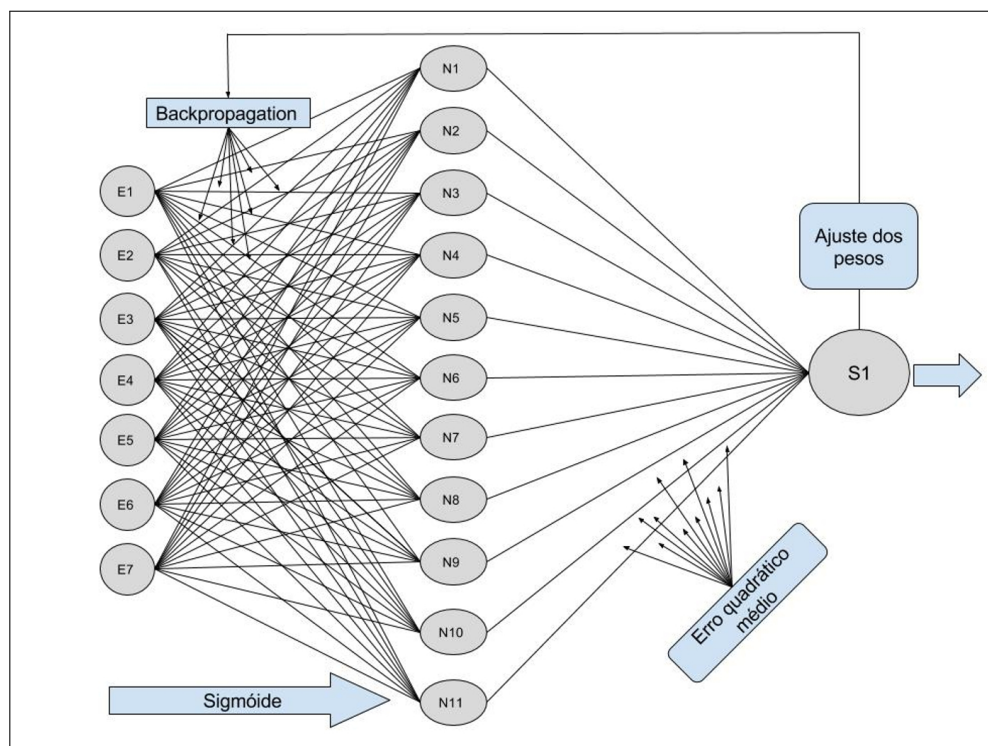 Backpropagation
E1
E2
E3
E4
E5
E6
E7
N1
N2
N3
N4
N5
N6
N7
N8
N9
N10
N11
Ajuste dos
pesos
S1
Erro quadrático
médio
Sigmóide